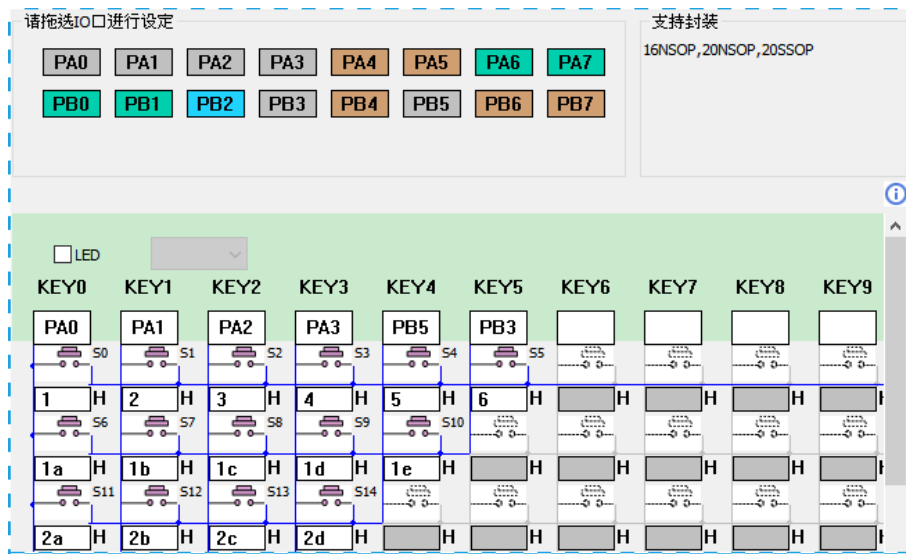 请拖选IO口进行设定
支持封装
PA0 PA1 PA2 PA3 PA4 PA5 PA6 PA7
16NSOP,20NSOP,20SSOP
PB0 PB1 PB2 PB3 PB4 PB5 PB6 PB7
LED
KEY0 KEY1 KEY2 KEY3 KEY4 KEY5 KEY6 KEY7 KEY8 KEY9
PA0 PA1 PA2 PA3 PB5 PB3
S0 S1 S2 S3 S4 S5
1 H 2 H 3 H 4 H 5 H 6 H H H H
S6 S7 S8 S9 S10
1a H 1b H 1c H 1d H 1e H H H H H
S11 S12 S13 S14
2a H 2b H 2c H 2d H H H H H H